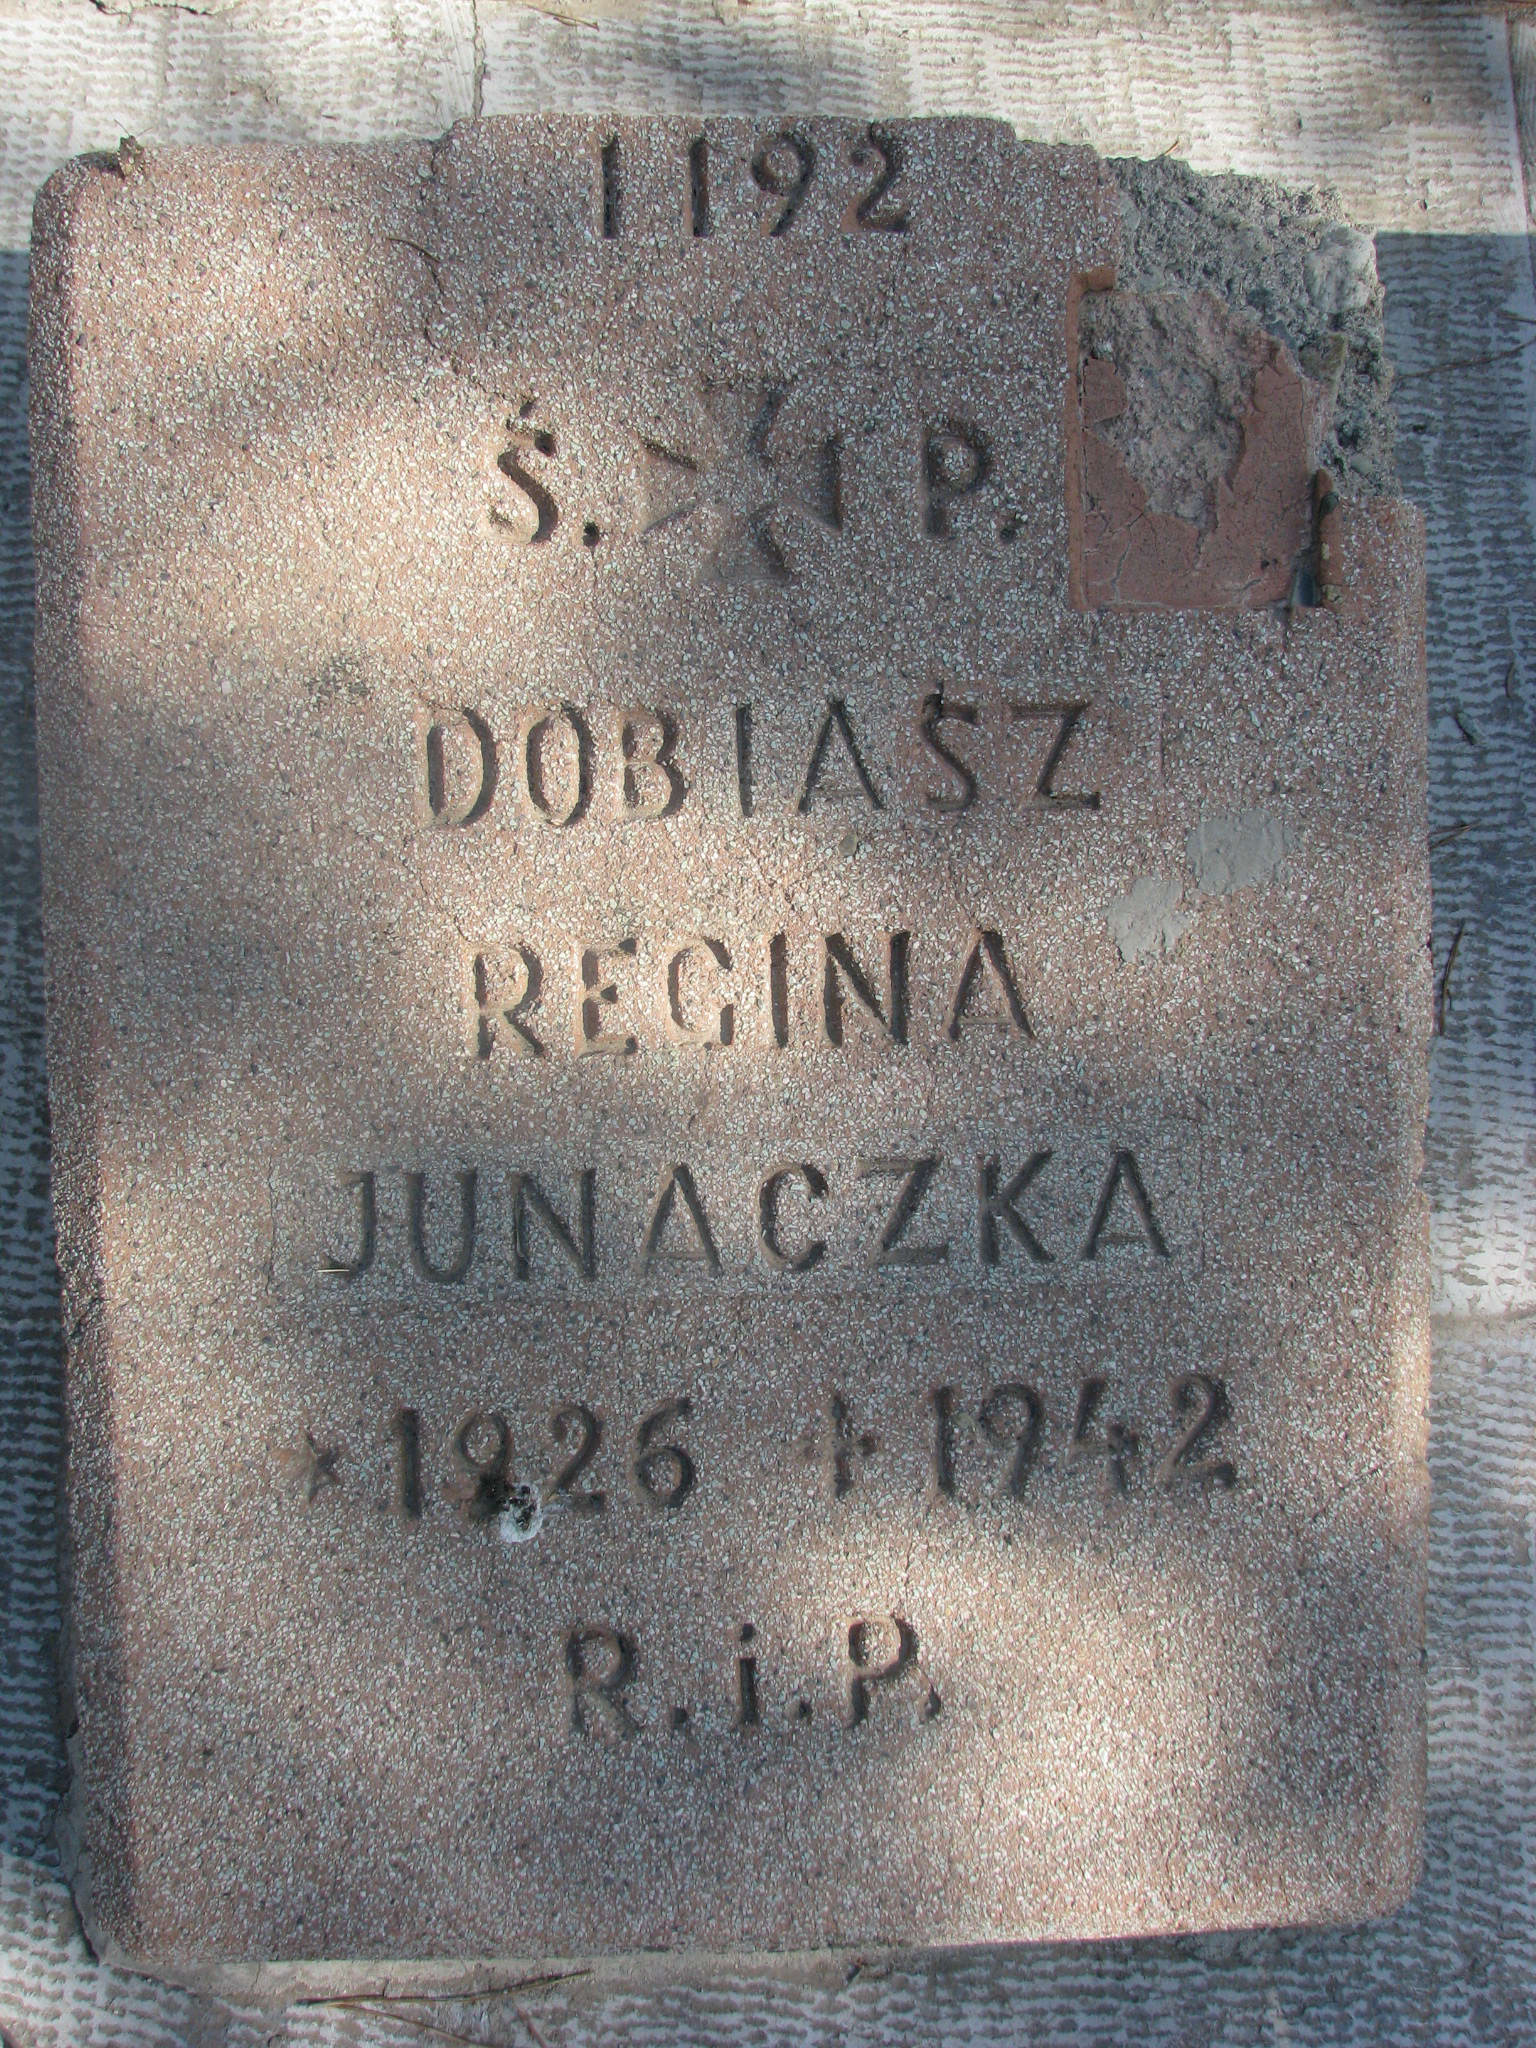 1192
Ś. P.
DOBIASZ
REGINA
JUNACZKA
* 1926 + 1942
R.i.P.